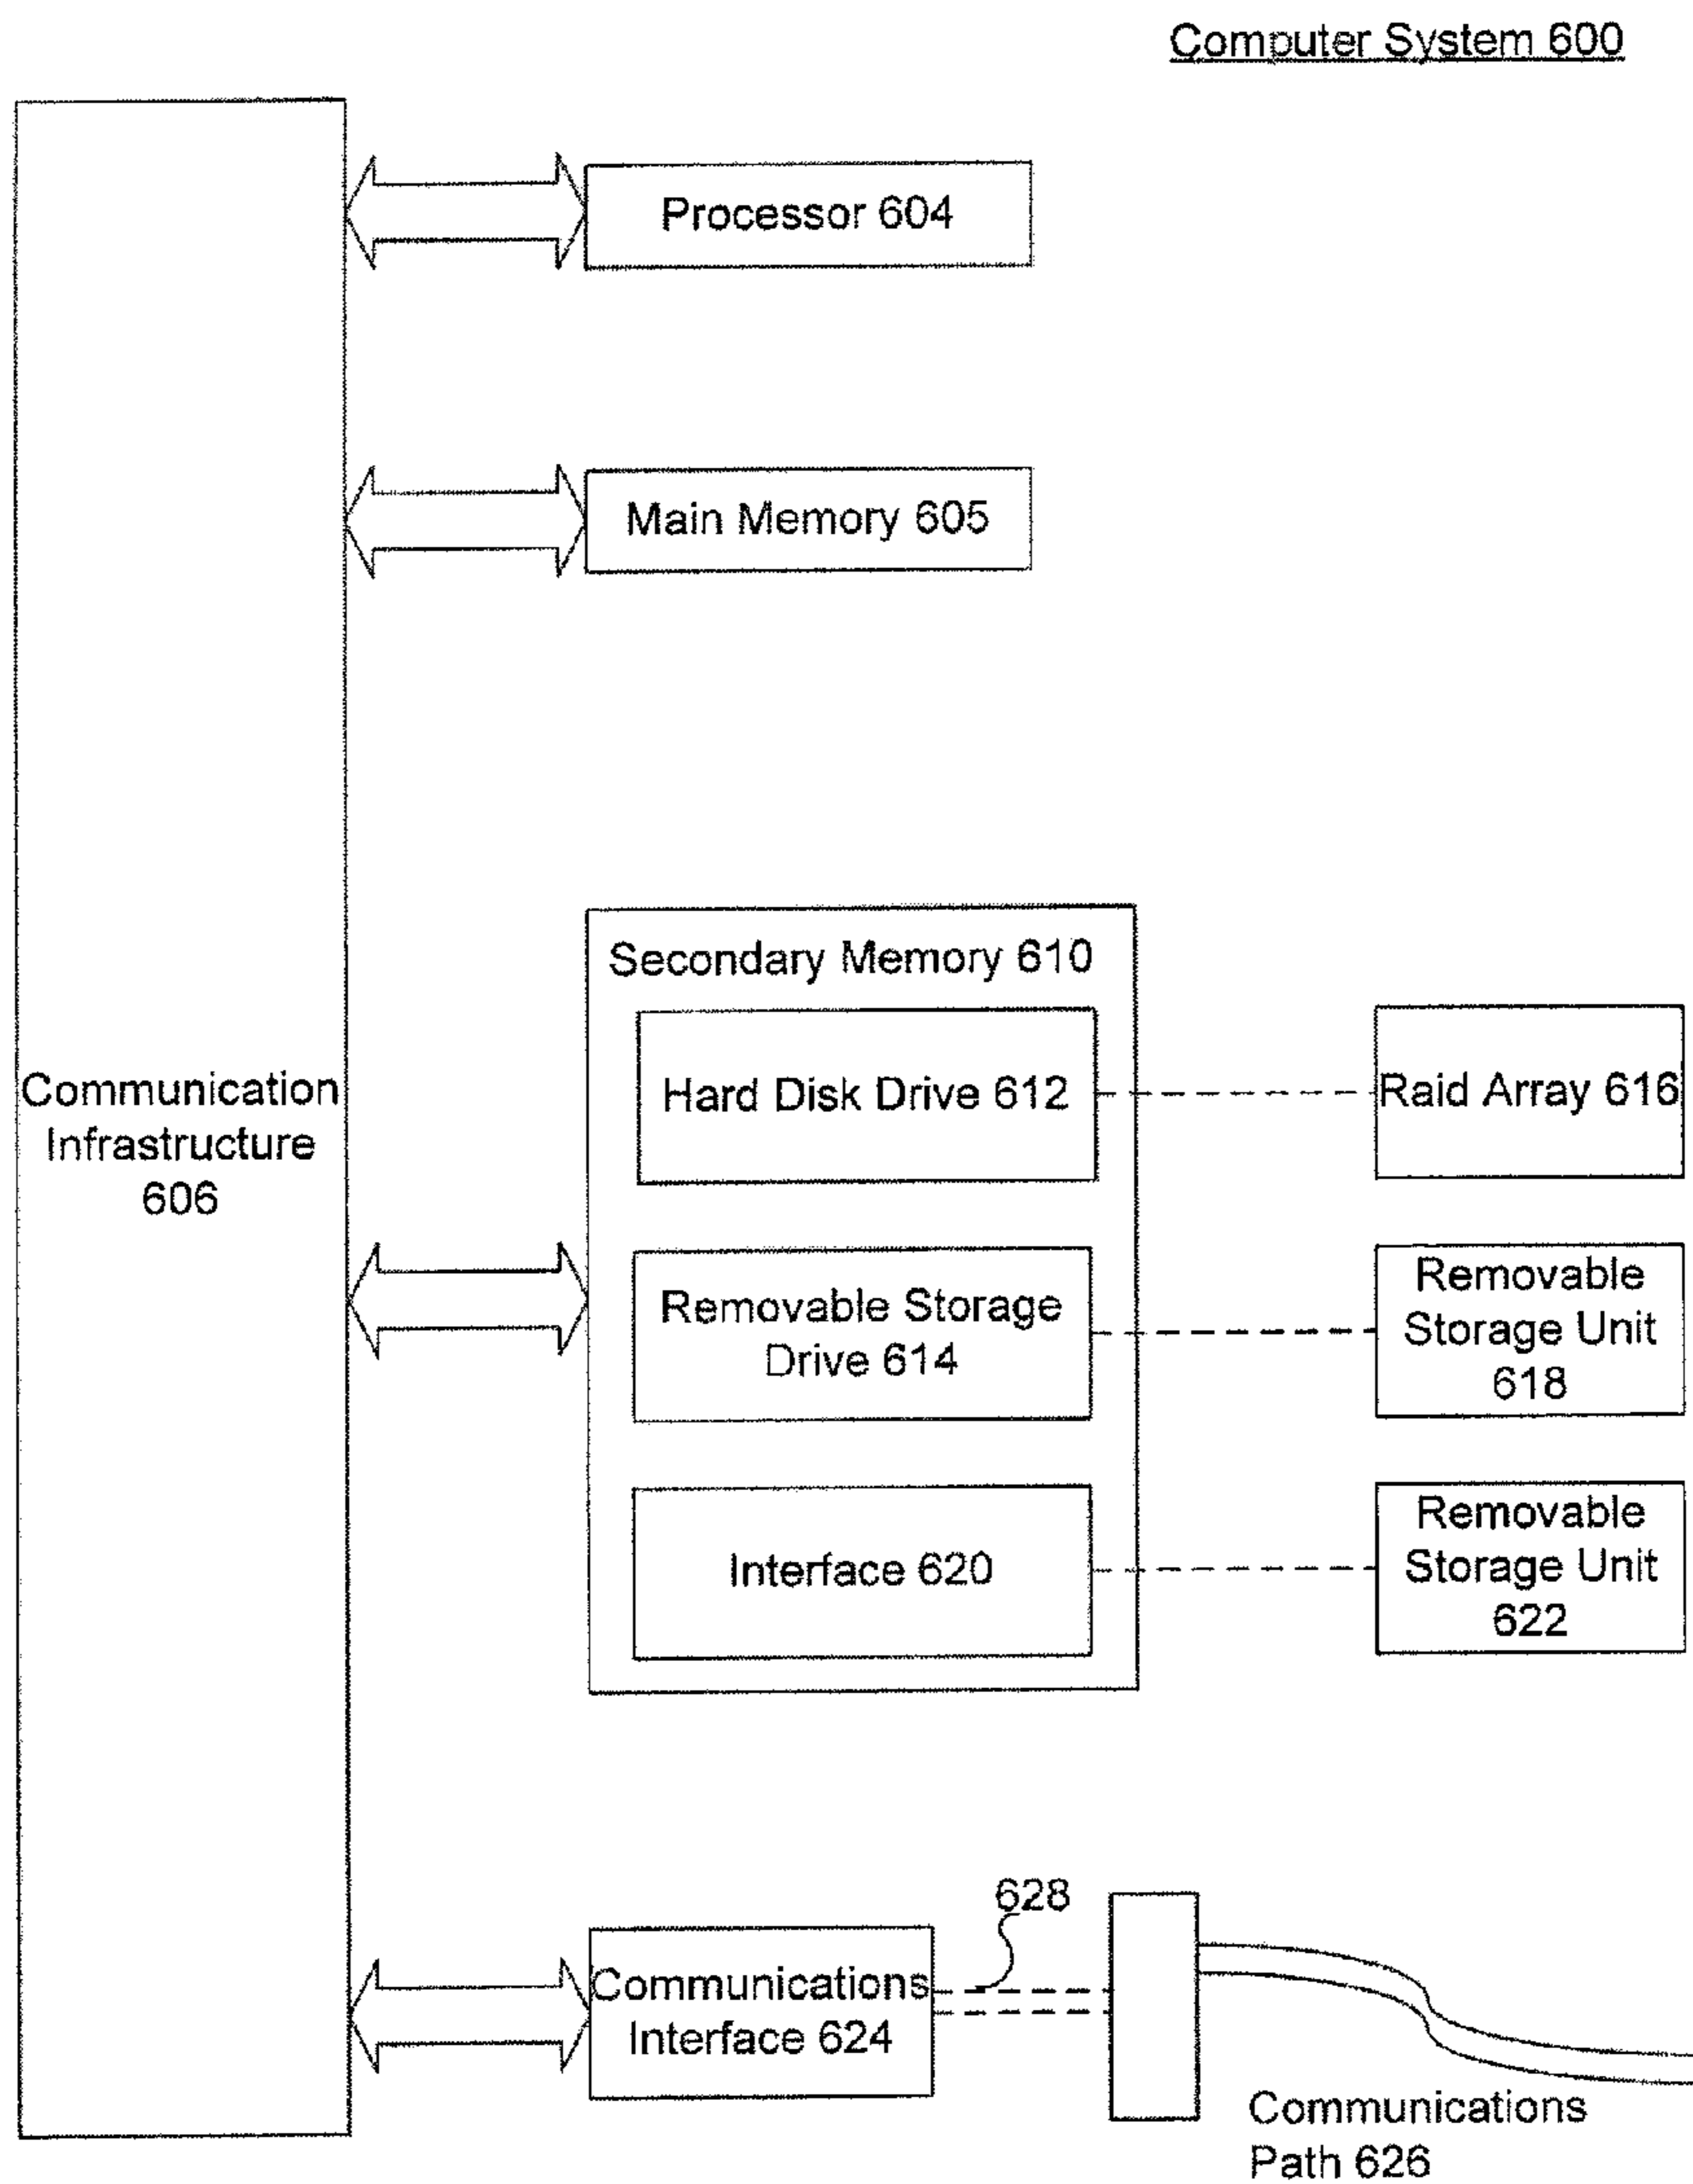 Computer System 600
Processor 604
Main Memory 605
Communication
Infrastructure
606
Secondary Memory 610
Hard Disk Drive 612
Raid Array 616
Removable Storage
Drive 614
Removable
Storage Unit
618
Interface 620
Removable
Storage Unit
622
628
Communications
Interface 624
Communications
Path 626